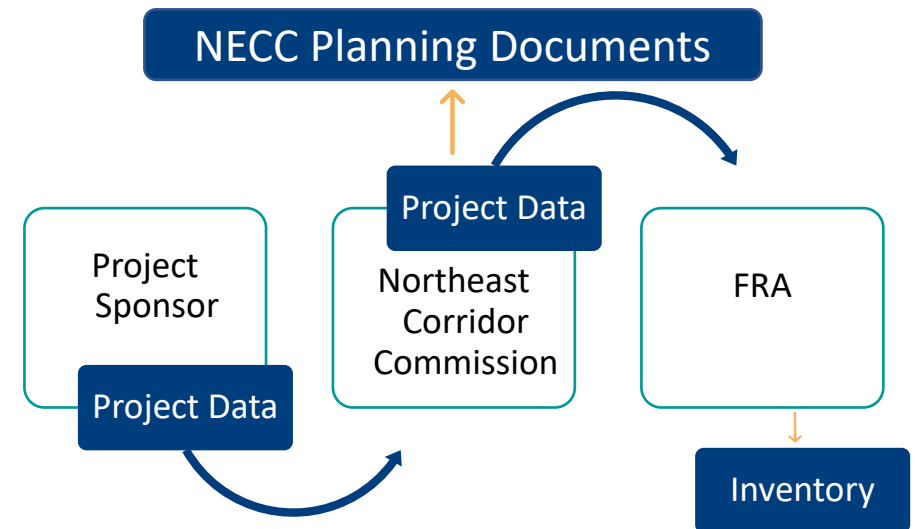 NECC Planning Documents
Project Data
Project
Sponsor
Northeast
Corridor
Commission
FRA
Project Data
Inventory